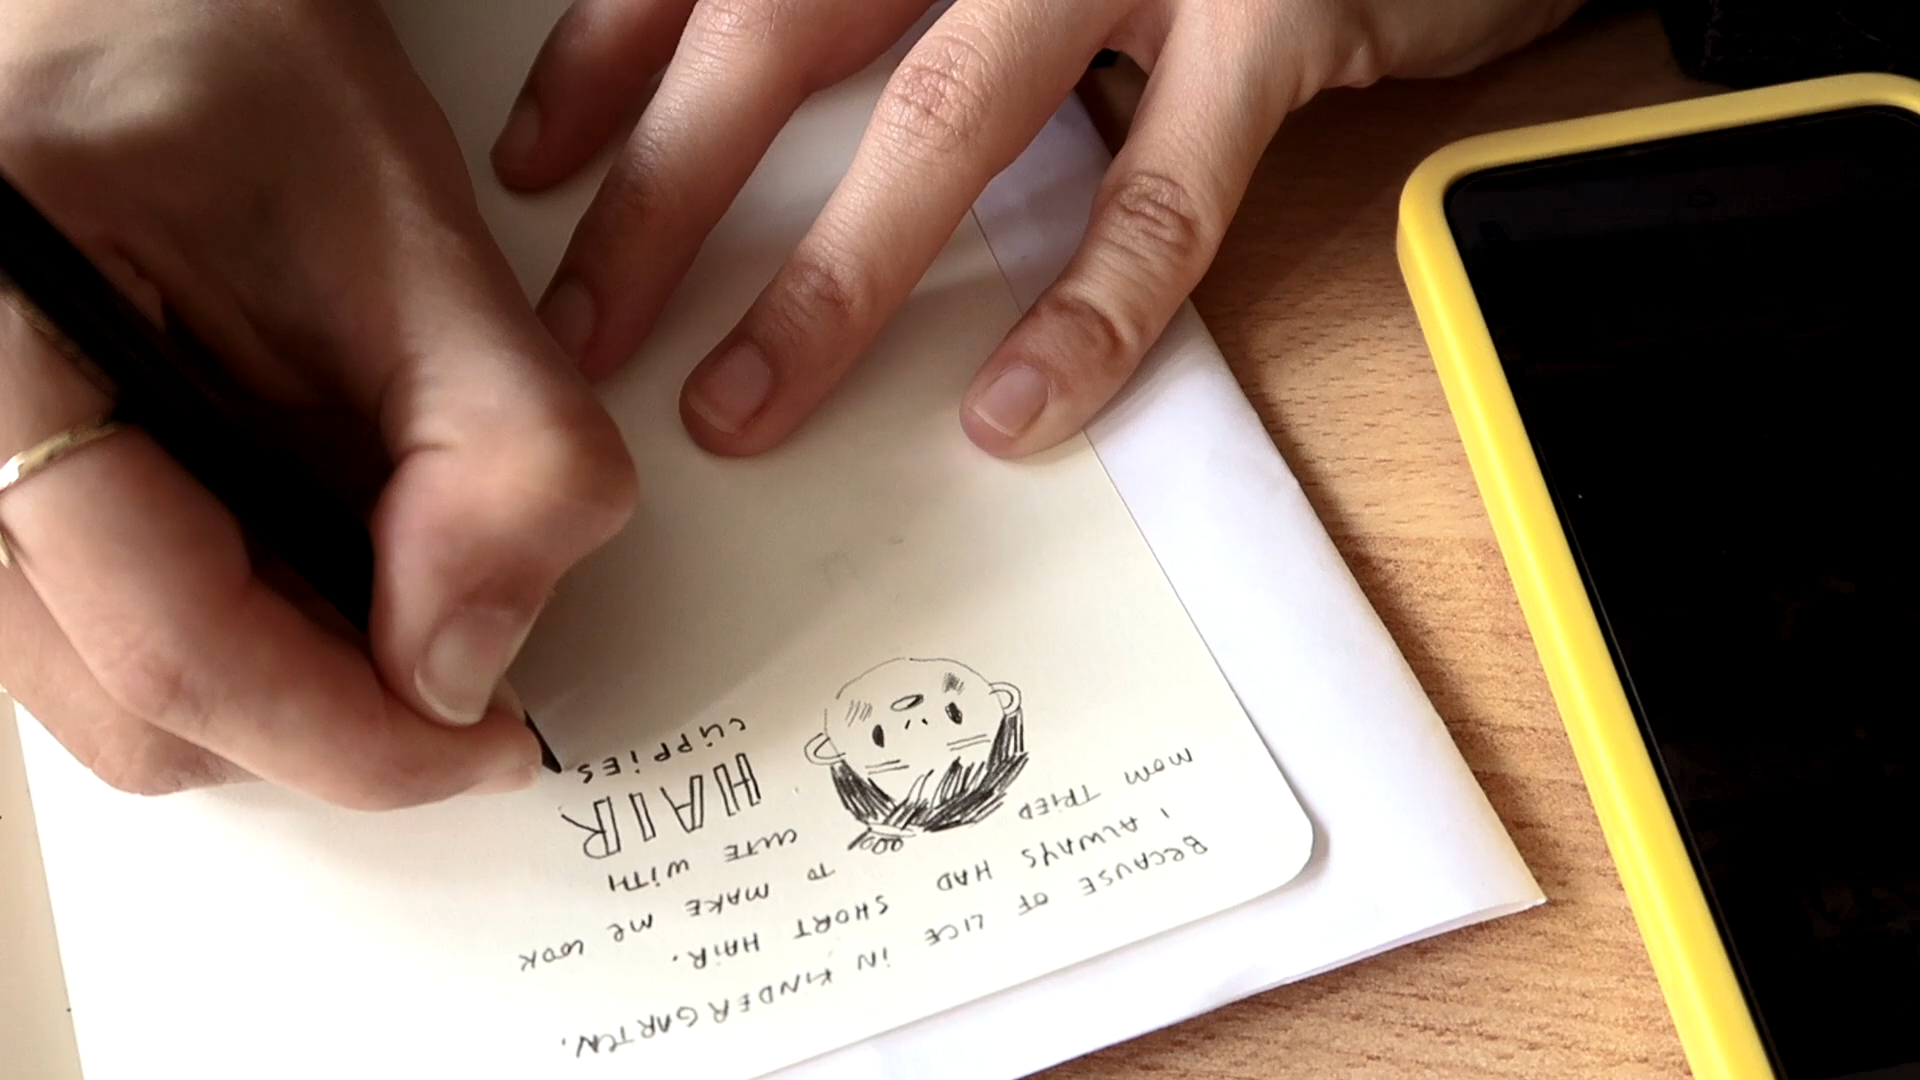 BECAUSE OF LICE iN KINDERGARTEN,
I ALWAYS HAD SHORT HAiR.
MOM TRIED TO MAKE Me LOOK
CUTE WiTH
HAIR
CLiPPiES